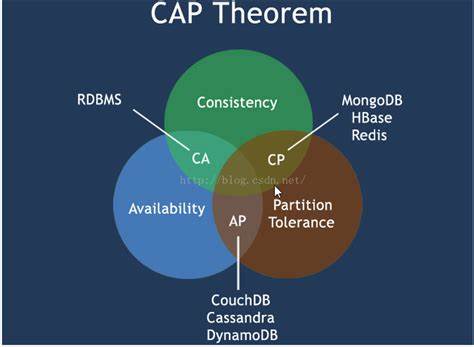 CAP Theorem
RDBMS
Consistency
MongoDB
HBase
Redis
CA
CP
http://blog.csdn.net/
Availability
Partition
Tolerance
AP
CouchDB
Cassandra
DynamoDB